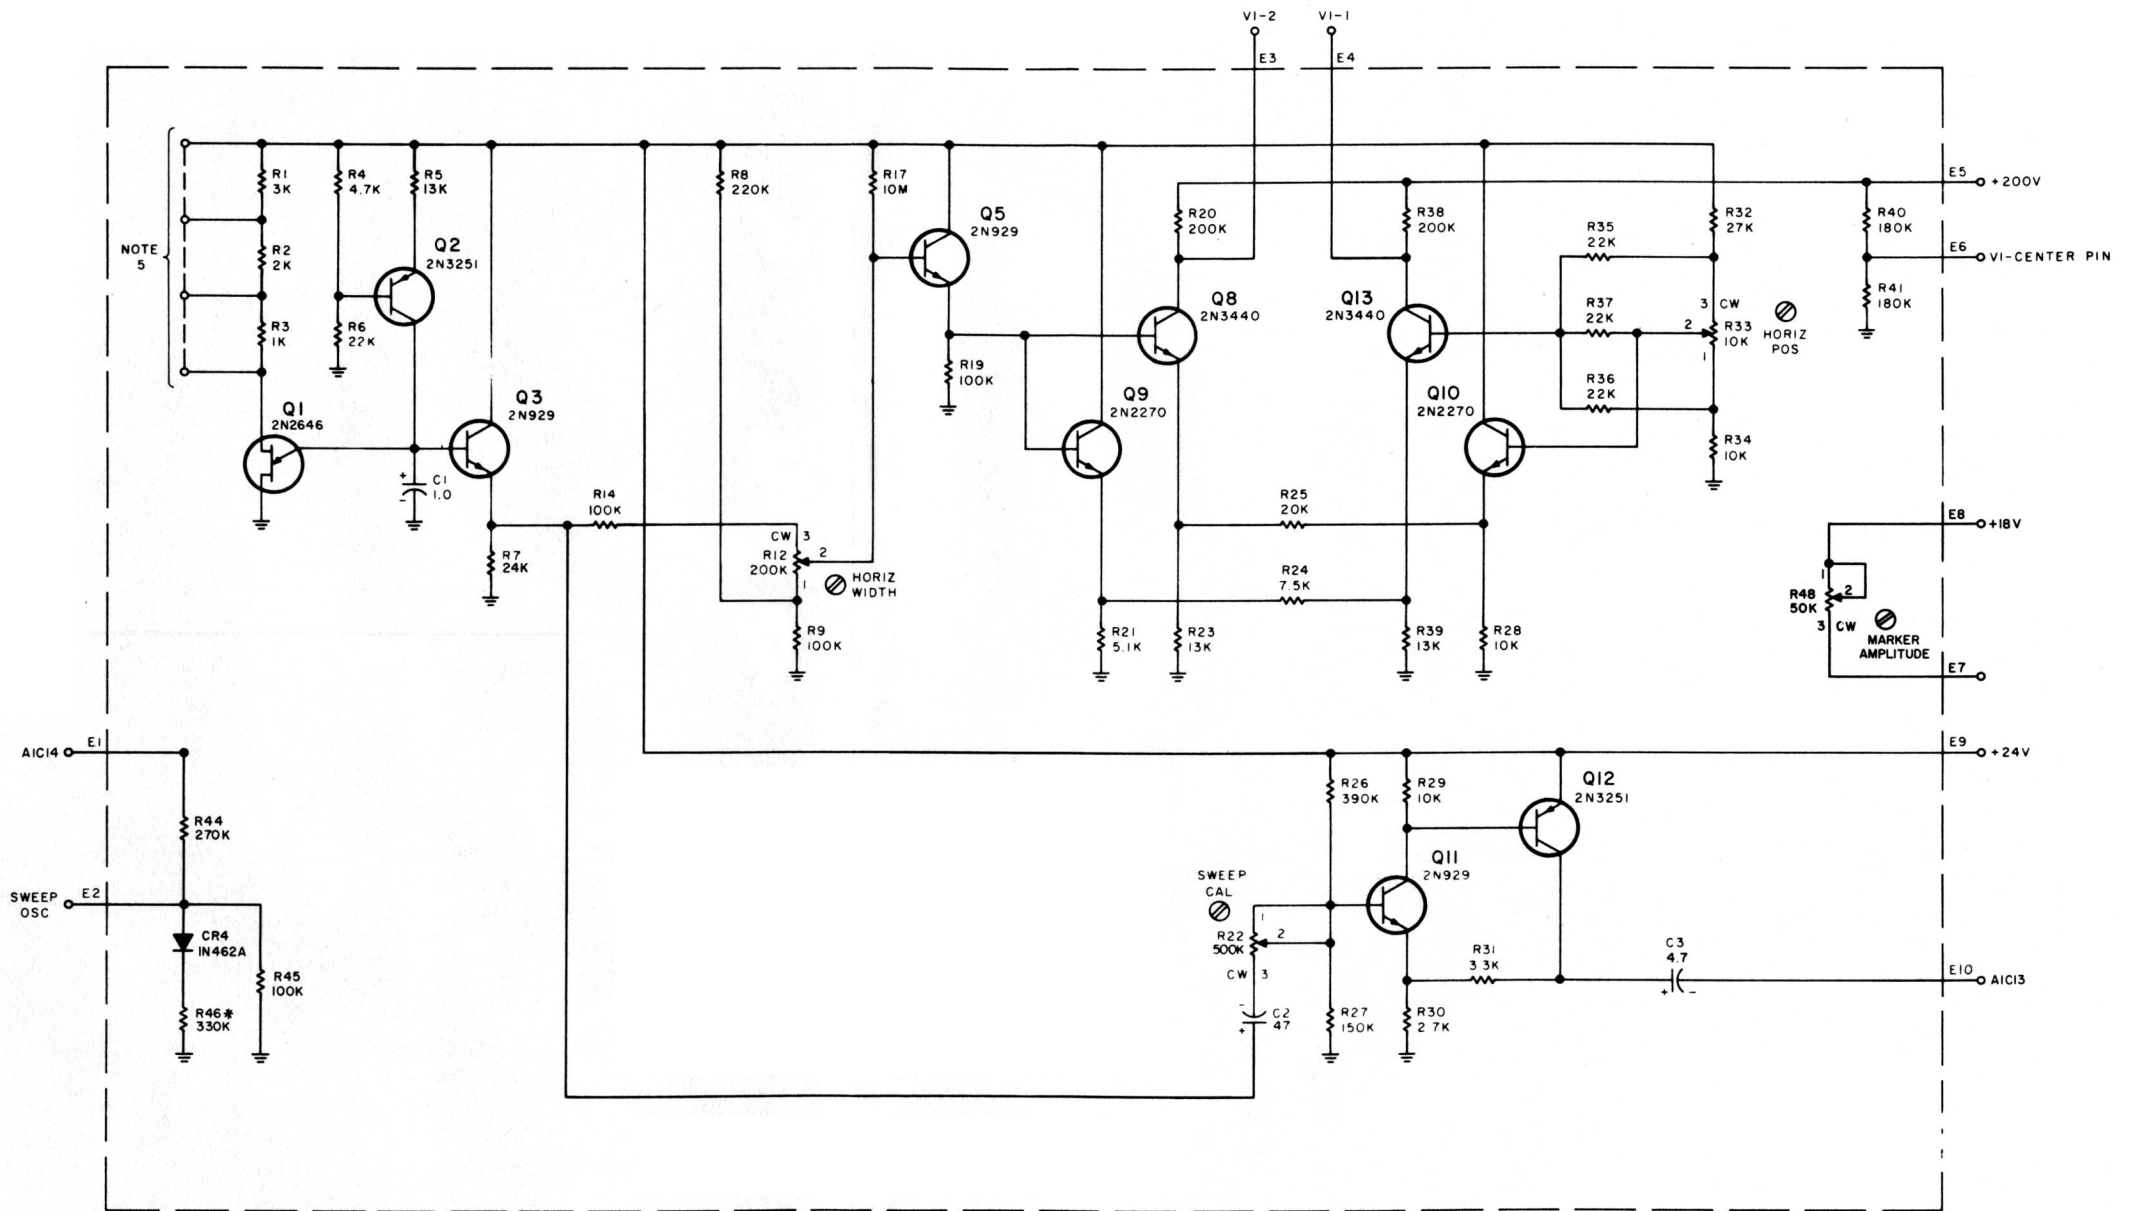 V1-2
V1-1
E3
E4
NOTE
5
R1
3K
R2
2K
R3
1K
R4
4.7K
R5
13K
R6
22K
Q2
2N3251
Q1
2N2646
Q3
2N929
+
C1
1.0
-
R7
24K
R14
100K
R8
220K
CW 3
R12
200K
2
1
HORIZ
WIDTH
R9
100K
R17
10M
Q5
2N929
R19
100K
R20
200K
Q8
2N3440
Q9
2N2270
R21
5.1K
R23
13K
R25
20K
R24
7.5K
R38
200K
Q13
2N3440
Q10
2N2270
R39
13K
R28
10K
R35
22K
R37
22K
R36
22K
R32
27K
3 CW
2
R33
10K
1
HORIZ
POS
R34
10K
R40
180K
R41
180K
E5
+200V
E6
V1-CENTER PIN
E8
+18V
1
2
R48
50K
3 CW
MARKER
AMPLITUDE
E7
A1C14
E1
R44
270K
SWEEP
OSC
E2
CR4
1N462A
R45
100K
R46*
330K
E9
+24V
R26
390K
R29
10K
Q12
2N3251
Q11
2N929
SWEEP
CAL
1
R22
500K
2
CW 3
-
C2
47
+
R27
150K
R30
2.7K
R31
3.3K
C3
4.7
+
-
E10
A1C13